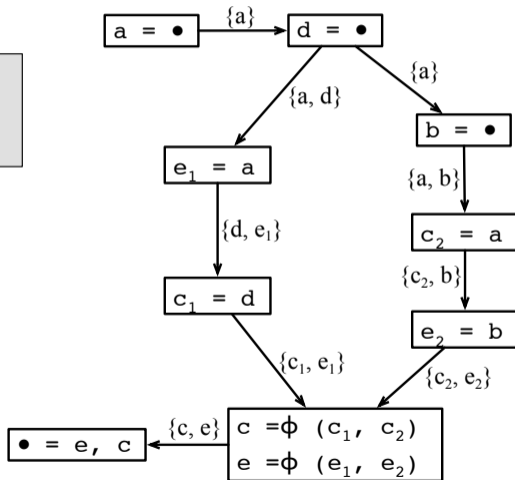 a = •
{a}
d = •
{a, d}
{a}
b = •
e₁ = a
{a, b}
{d, e₁}
c₂ = a
{c₂, b}
c₁ = d
e₂ = b
{c₁, e₁}
{c₂, e₂}
c =ϕ (c₁, c₂)
e =ϕ (e₁, e₂)
{c, e}
• = e, c